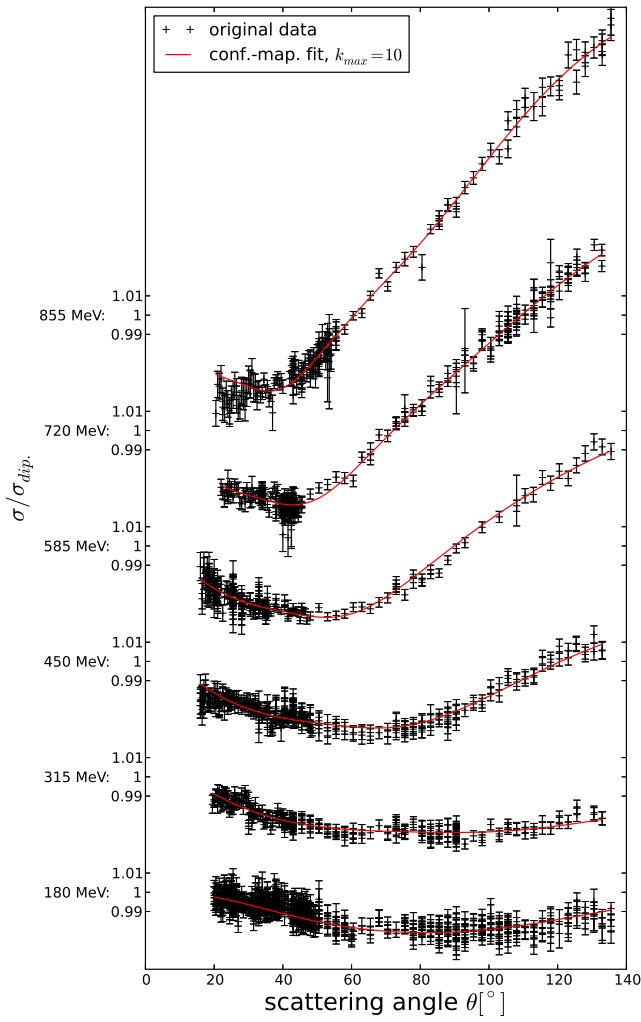 + + original data
conf.-map. fit, k_max=10
1.01
855 MeV: 1
0.99
1.01
720 MeV: 1
0.99
σ/σ_dip.
1.01
585 MeV: 1
0.99
1.01
450 MeV: 1
0.99
1.01
315 MeV: 1
0.99
1.01
180 MeV: 1
0.99
0 20 40 60 80 100 120 140
scattering angle θ[°]